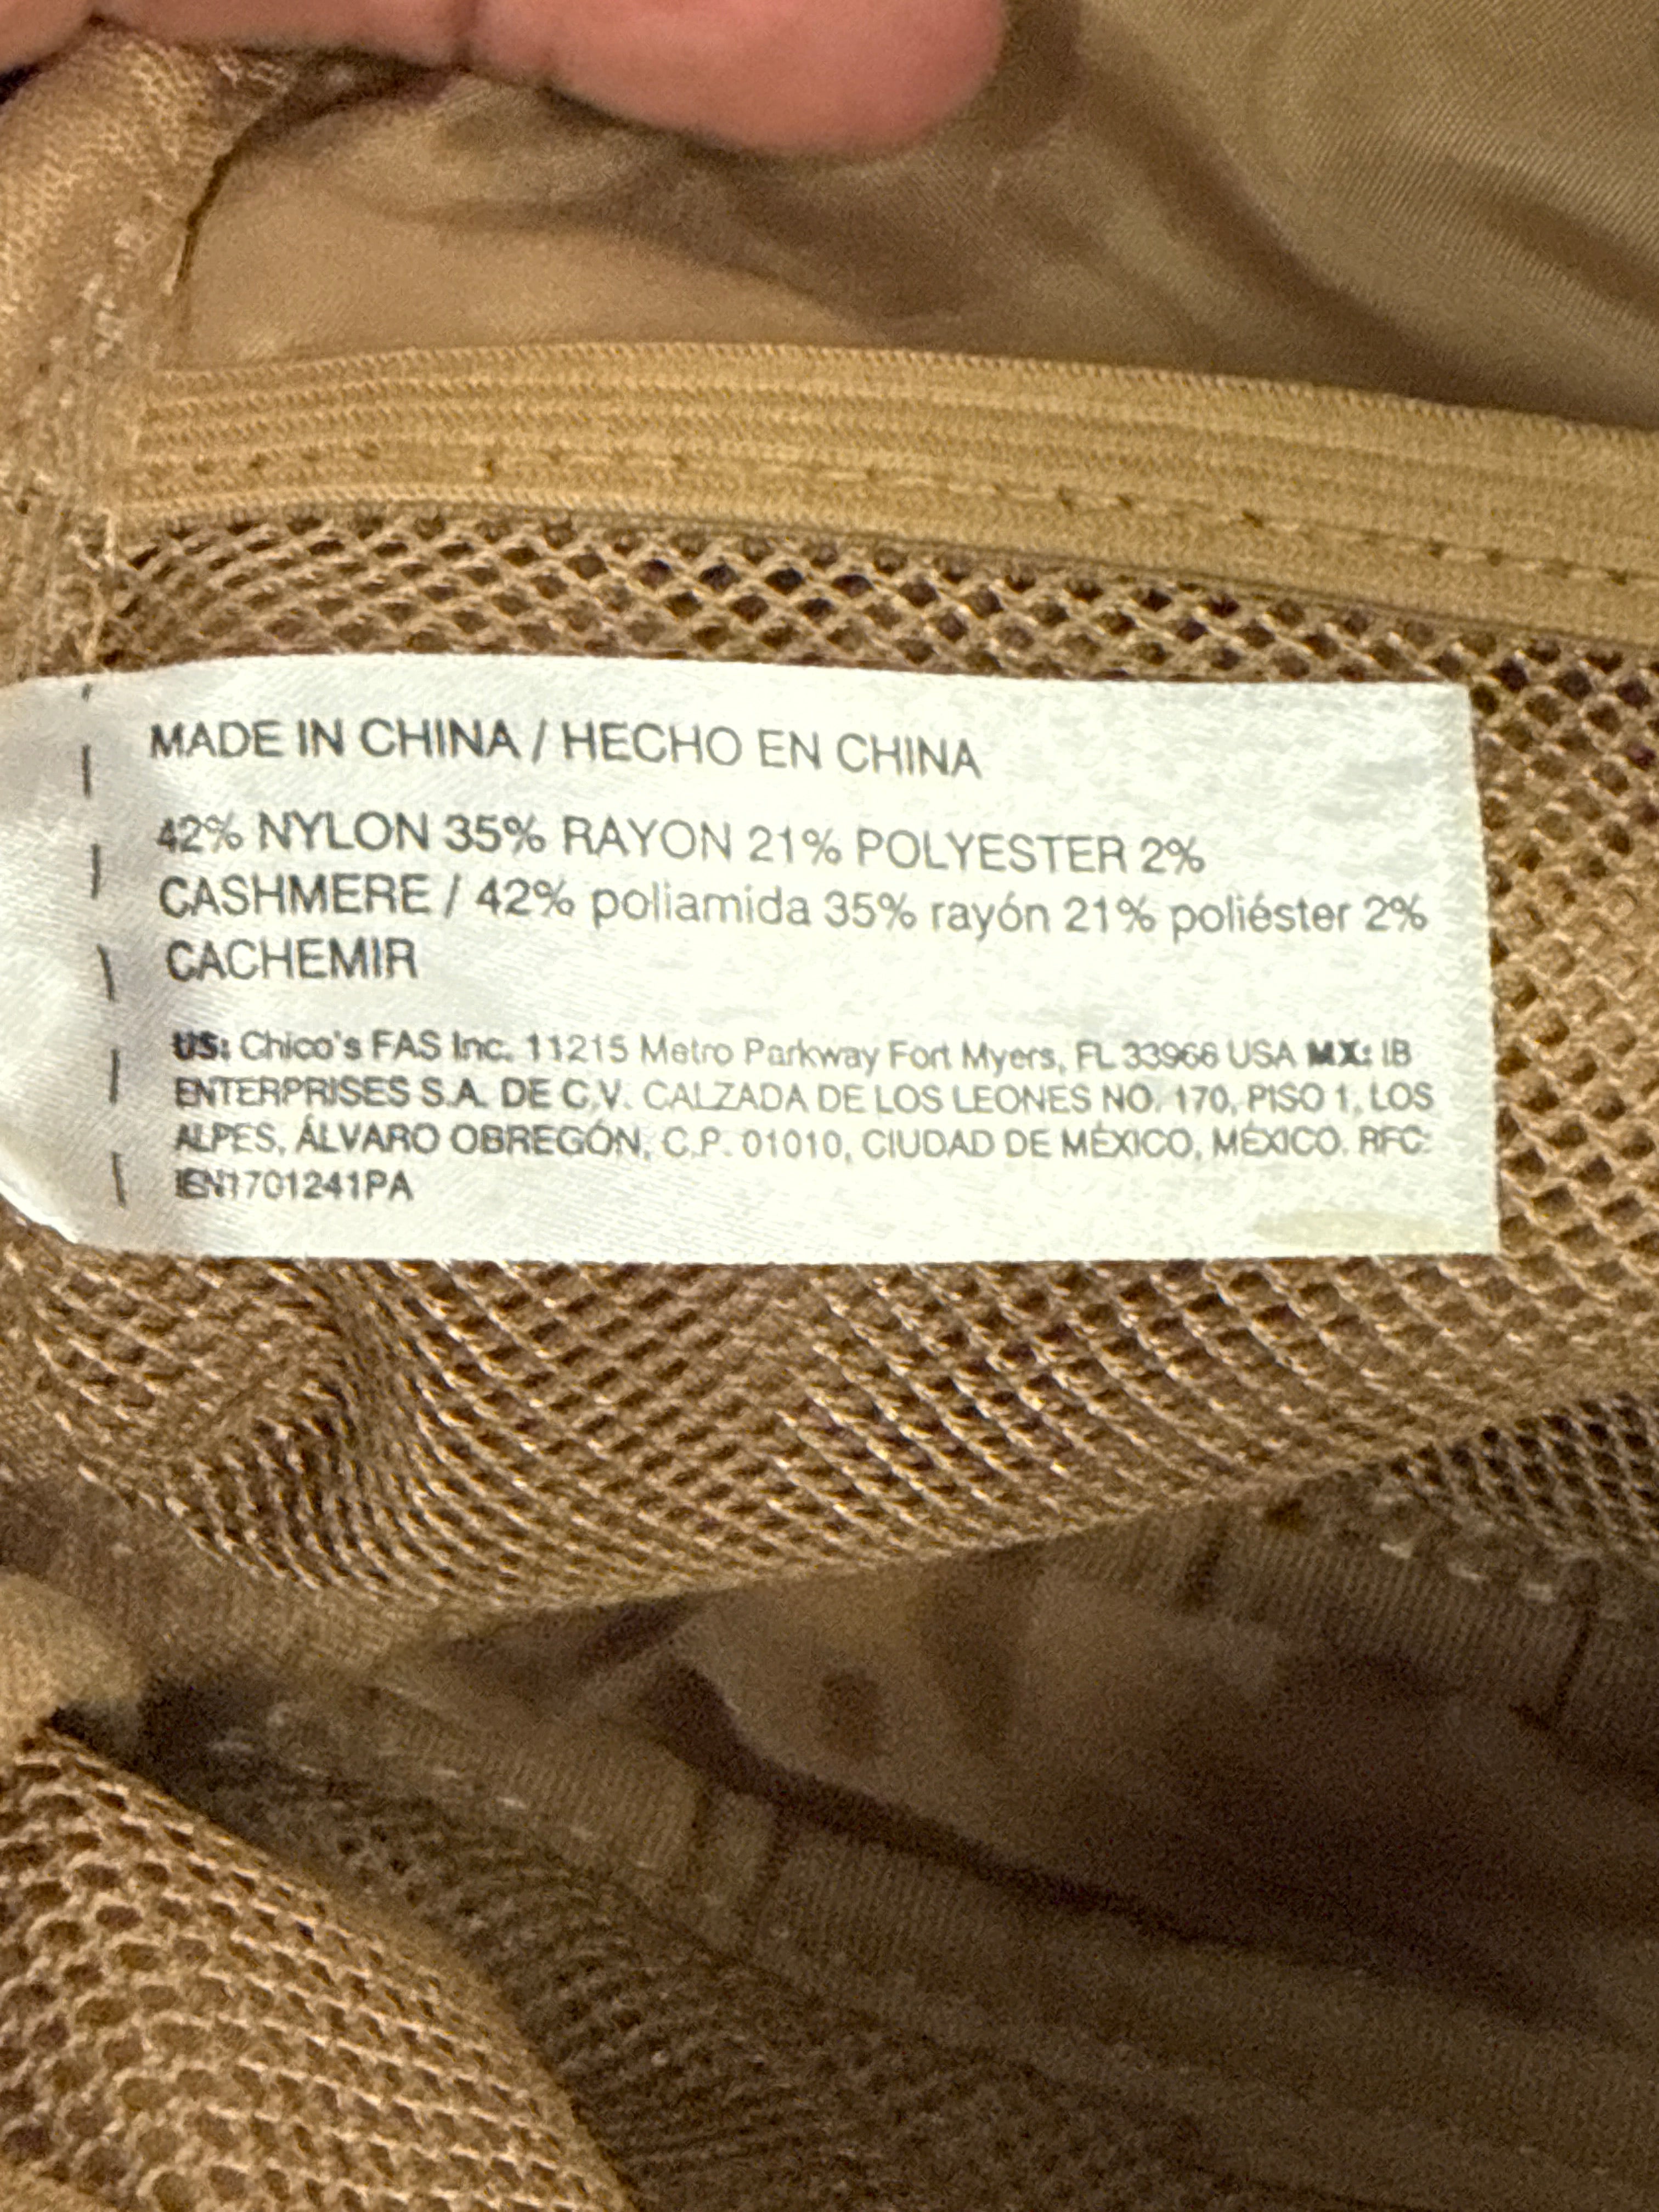 MADE IN CHINA / HECHO EN CHINA
42% NYLON 35% RAYON 21% POLYESTER 2%
CASHMERE / 42% poliamida 35% rayón 21% poliéster 2%
CACHEMIR
US: Chico's FAS Inc. 11215 Metro Parkway Fort Myers, FL 33966 USA MX: IB
ENTERPRISES S.A. DE C.V. CALZADA DE LOS LEONES NO. 170, PISO 1, LOS
ALPES, ÁLVARO OBREGÓN, C.P. 01010, CIUDAD DE MÉXICO, MÉXICO. RFC:
IEN1701241PA